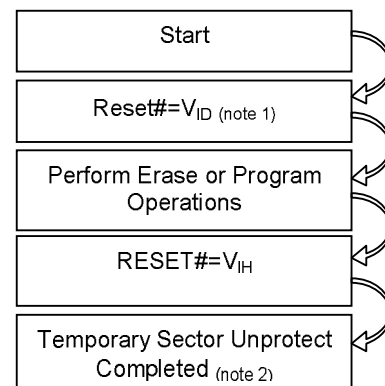 Start
Reset#=VID (note 1)
Perform Erase or Program
Operations
RESET#=VIH
Temporary Sector Unprotect
Completed (note 2)